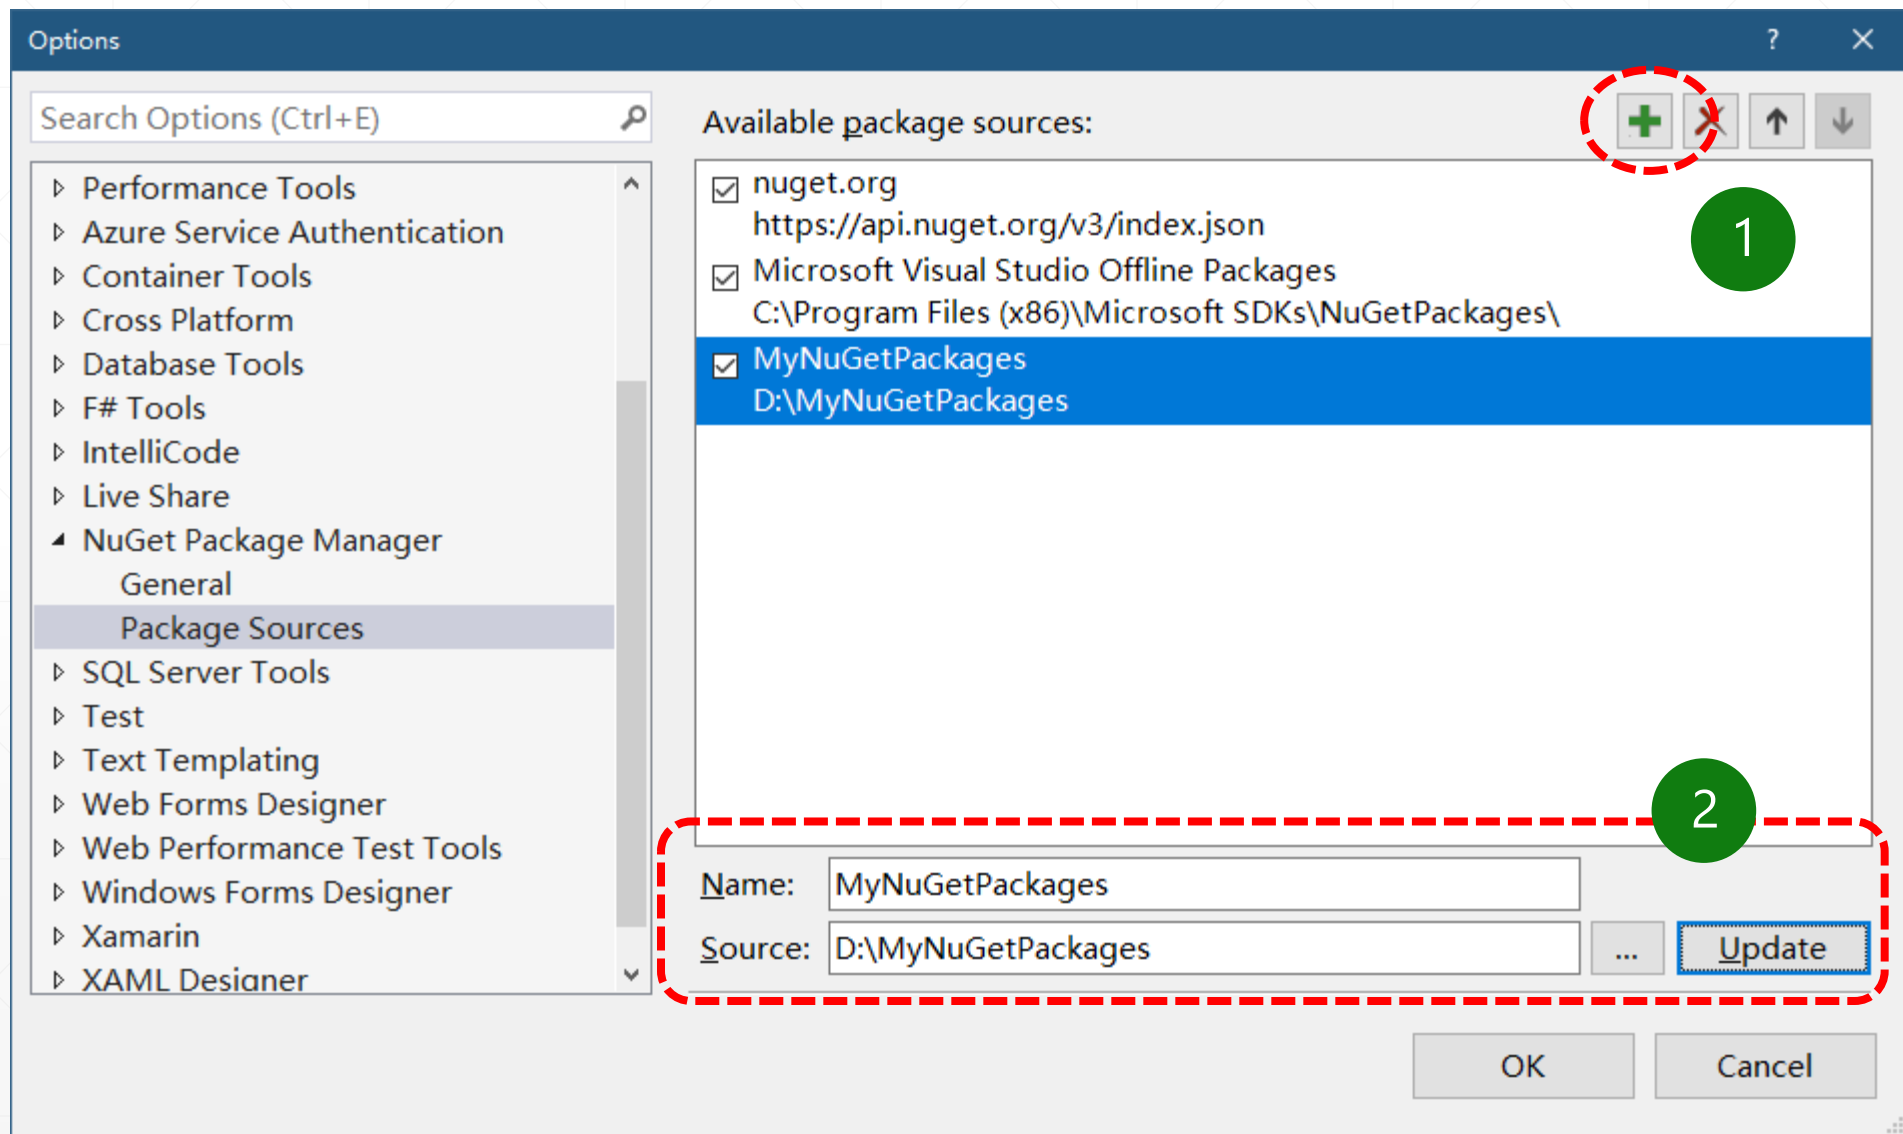 Options
?
Search Options (Ctrl+E)
Performance Tools
Azure Service Authentication
Container Tools
Cross Platform
Database Tools
F# Tools
IntelliCode
Live Share
NuGet Package Manager
General
Package Sources
SQL Server Tools
Test
Text Templating
Web Forms Designer
Web Performance Test Tools
Windows Forms Designer
Xamarin
XAML Designer
Available package sources:
1
nuget.org
https://api.nuget.org/v3/index.json
Microsoft Visual Studio Offline Packages
C:\Program Files (x86)\Microsoft SDKs\NuGetPackages\
MyNuGetPackages
D:\MyNuGetPackages
2
Name: MyNuGetPackages
Source: D:\MyNuGetPackages ... Update
OK Cancel